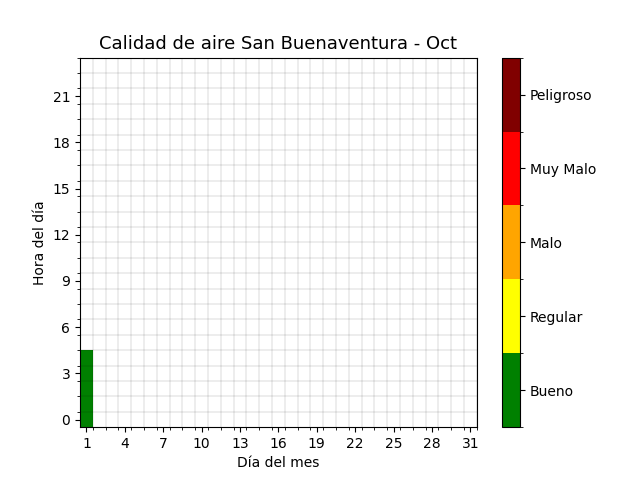 Calidad de aire San Buenaventura - Oct
Hora del día
21
18
15
12
9
6
3
0
1 4 7 10 13 16 19 22 25 28 31
Día del mes
Peligroso
Muy Malo
Malo
Regular
Bueno